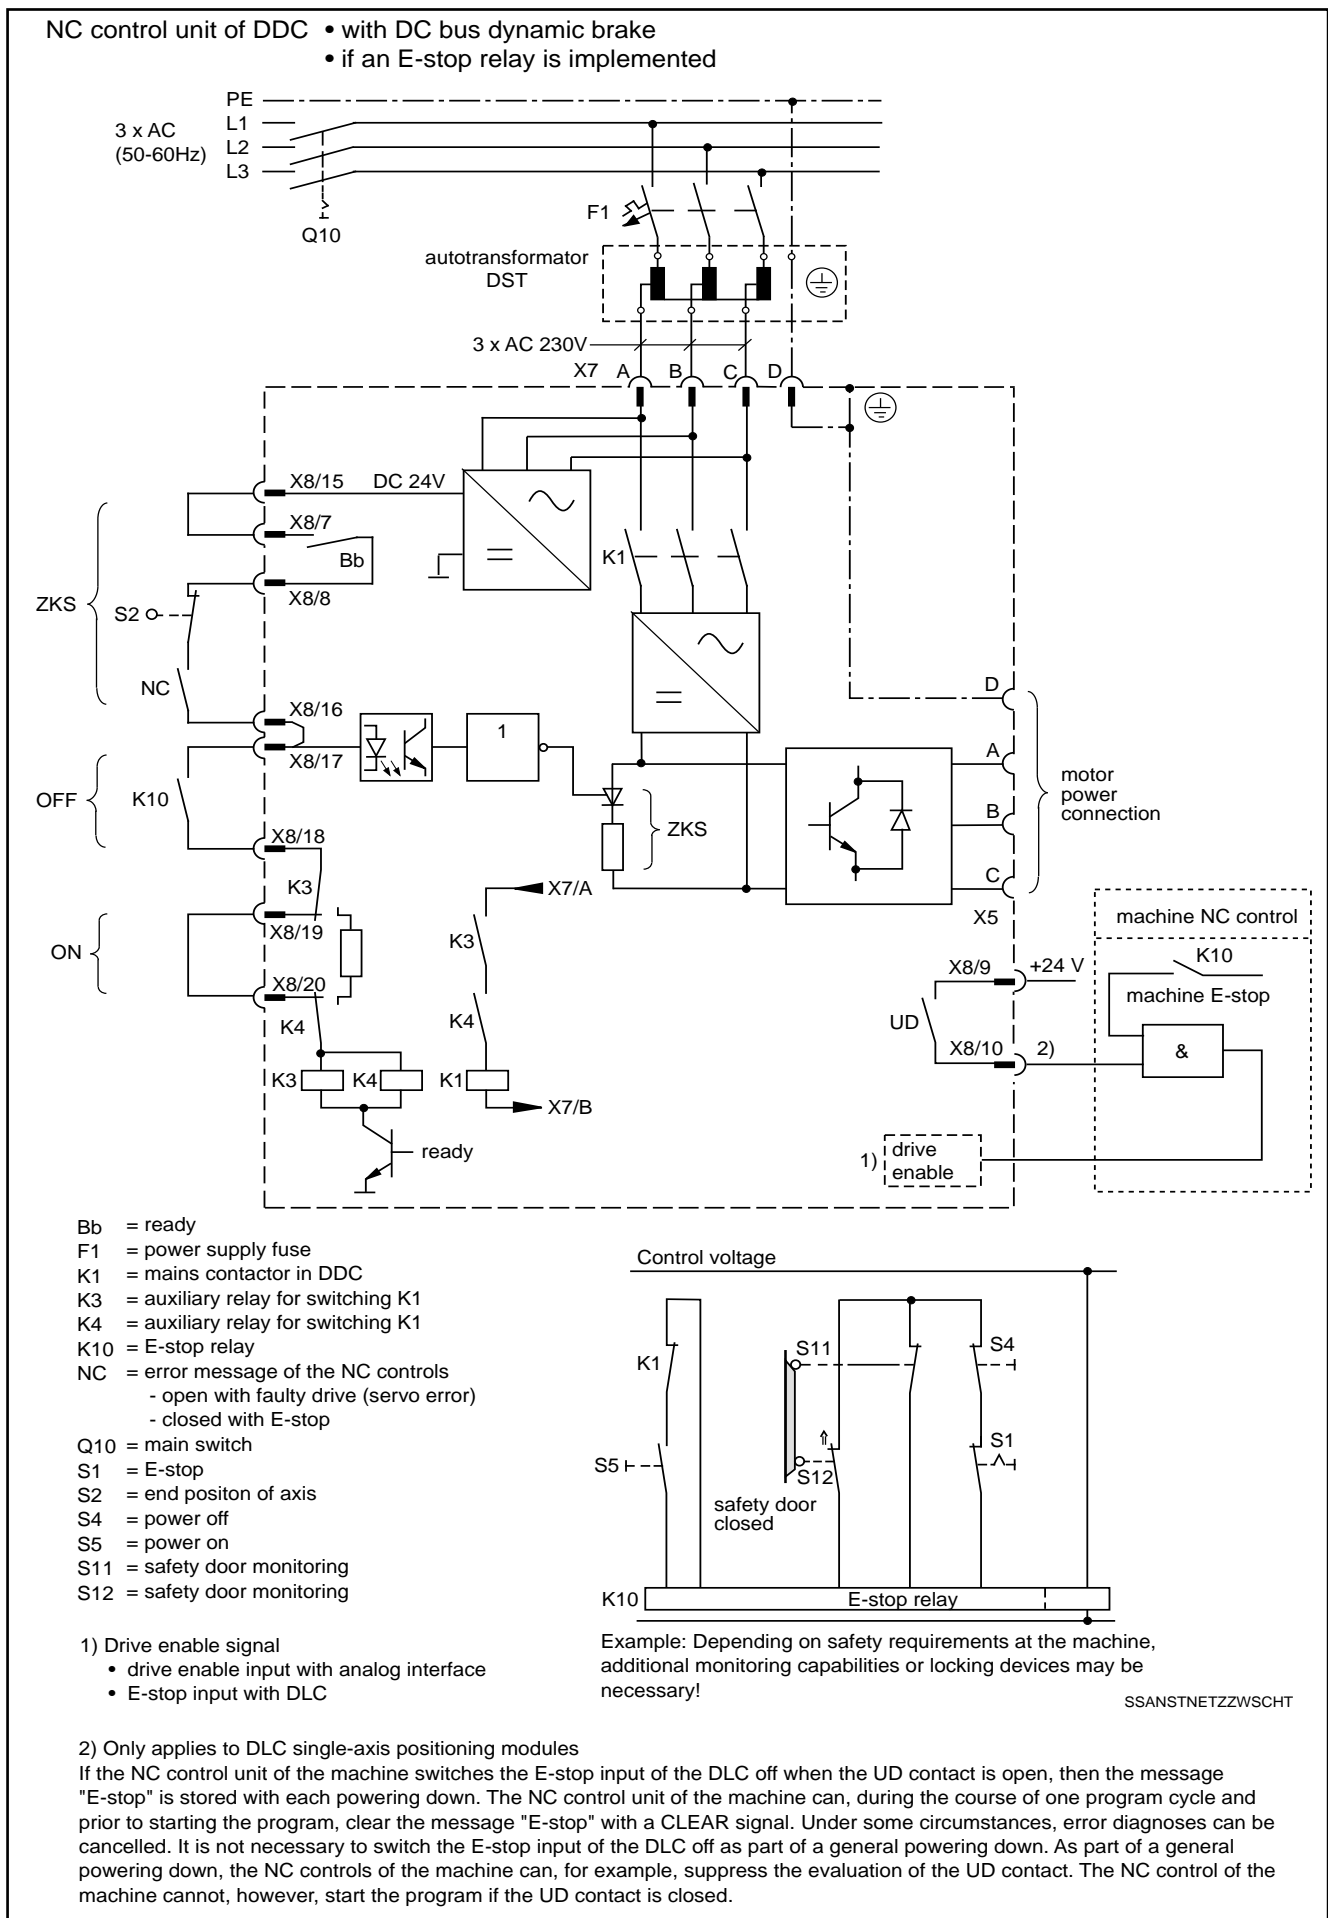 NC control unit of DDC • with DC bus dynamic brake
• if an E-stop relay is implemented
PE
L1
L2
L3
3 x AC
(50-60Hz)
Q10
F1
autotransformator
DST
3 x AC 230V
X7 A B C D
X8/15 DC 24V
X8/7
Bb
X8/8
ZKS
S2
K1
NC
X8/16
X8/17
1
D
A
B
C
X5
motor
power
connection
OFF
K10
ZKS
X8/18
K3
X7/A
X8/19
ON
K3
X8/20
K4
K4
K3 K4 K1
X7/B
ready
machine NC control
K10
machine E-stop
X8/9 +24 V
UD
X8/10 2)
&
1) drive
enable
Bb = ready
F1 = power supply fuse
K1 = mains contactor in DDC
K3 = auxiliary relay for switching K1
K4 = auxiliary relay for switching K1
K10 = E-stop relay
NC = error message of the NC controls
- open with faulty drive (servo error)
- closed with E-stop
Q10 = main switch
S1 = E-stop
S2 = end positon of axis
S4 = power off
S5 = power on
S11 = safety door monitoring
S12 = safety door monitoring
Control voltage
K1
S11
S4
S5
S12
S1
safety door
closed
K10 E-stop relay
1) Drive enable signal
• drive enable input with analog interface
• E-stop input with DLC
Example: Depending on safety requirements at the machine,
additional monitoring capabilities or locking devices may be
necessary!
SSANSTNETZZWSCHT
2) Only applies to DLC single-axis positioning modules
If the NC control unit of the machine switches the E-stop input of the DLC off when the UD contact is open, then the message
"E-stop" is stored with each powering down. The NC control unit of the machine can, during the course of one program cycle and
prior to starting the program, clear the message "E-stop" with a CLEAR signal. Under some circumstances, error diagnoses can be
cancelled. It is not necessary to switch the E-stop input of the DLC off as part of a general powering down. As part of a general
powering down, the NC controls of the machine can, for example, suppress the evaluation of the UD contact. The NC control of the
machine cannot, however, start the program if the UD contact is closed.